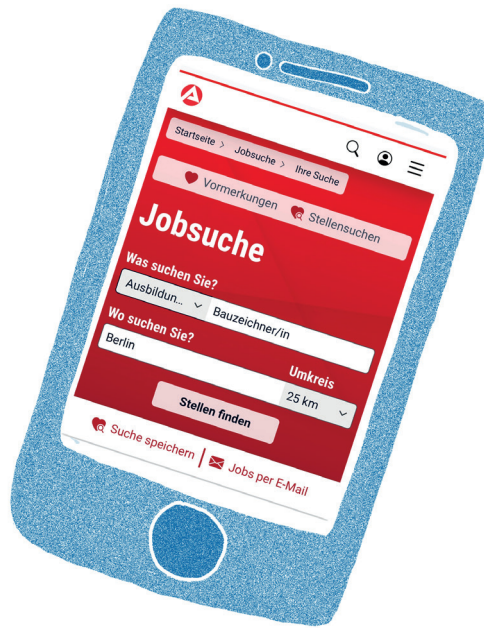 Startseite > Jobsuche > Ihre Suche
Vormerkungen Stellensuchen
Jobsuche
Was suchen Sie?
Ausbildun... Bauzeichner/in
Wo suchen Sie? Umkreis
Berlin 25 km
Stellen finden
Suche speichern | Jobs per E-Mail